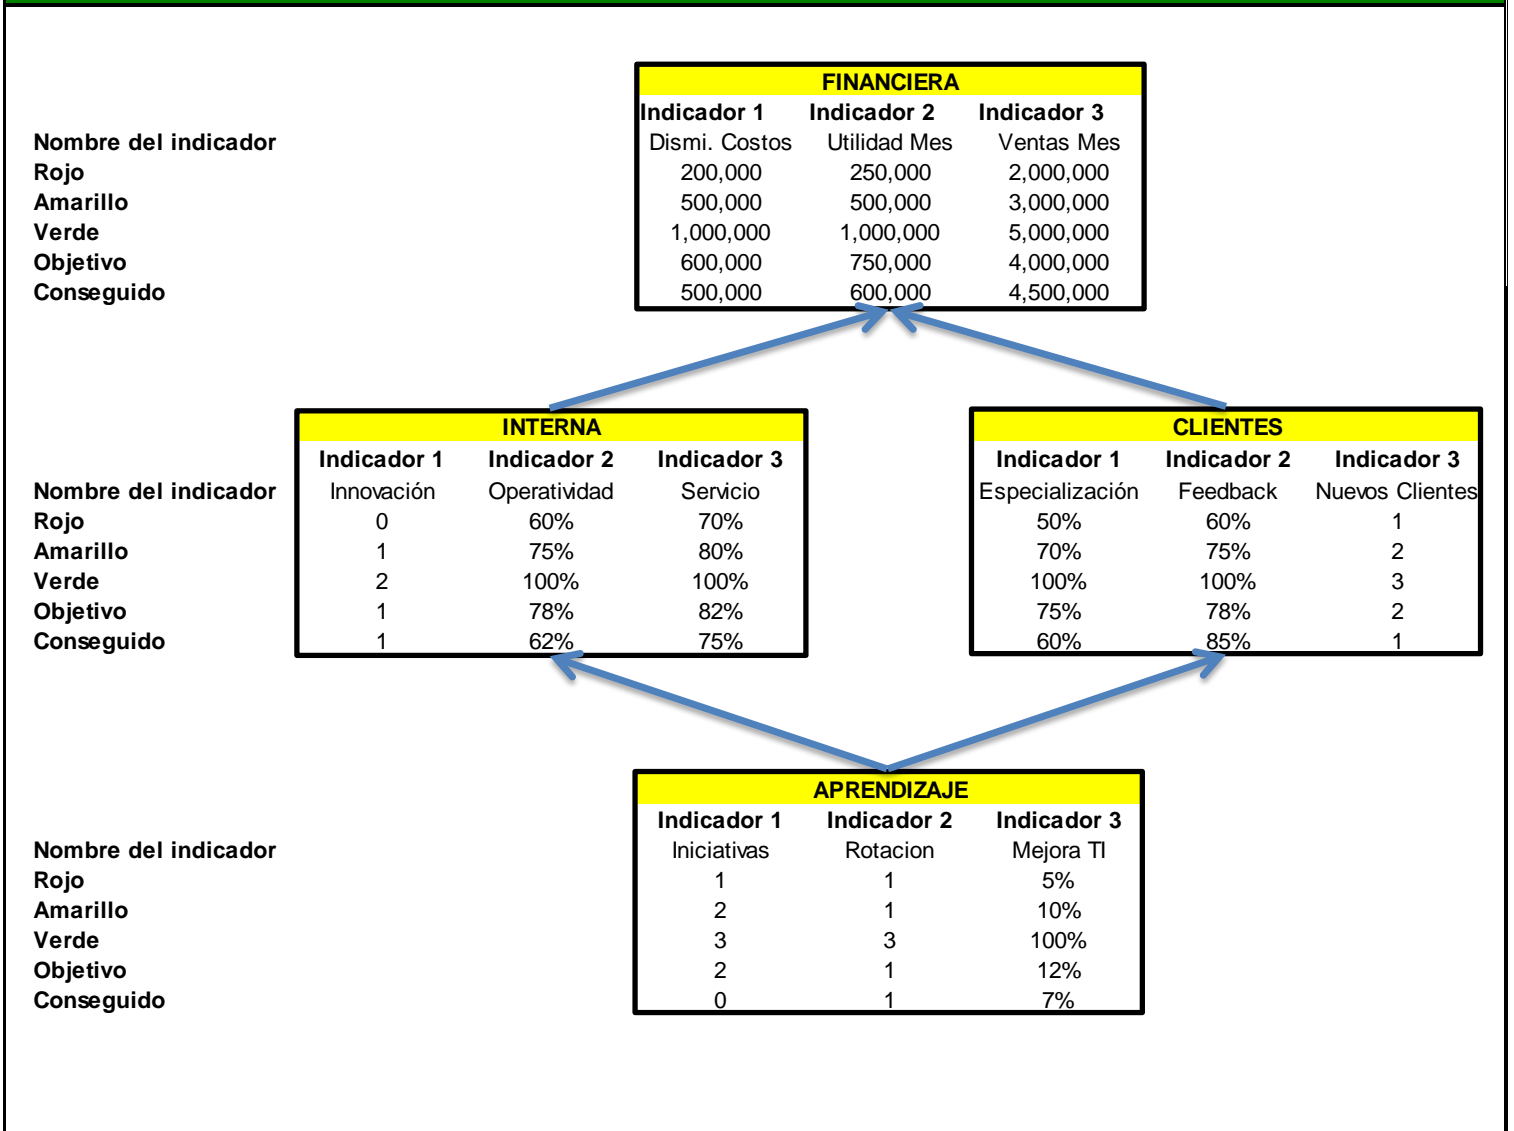 FINANCIERA
Indicador 1 Indicador 2 Indicador 3
Nombre del indicador Dismi. Costos Utilidad Mes Ventas Mes
Rojo 200,000 250,000 2,000,000
Amarillo 500,000 500,000 3,000,000
Verde 1,000,000 1,000,000 5,000,000
Objetivo 600,000 750,000 4,000,000
Conseguido 500,000 600,000 4,500,000
INTERNA CLIENTES
Indicador 1 Indicador 2 Indicador 3 Indicador 1 Indicador 2 Indicador 3
Nombre del indicador Innovación Operatividad Servicio Especialización Feedback Nuevos Clientes
Rojo 0 60% 70% 50% 60% 1
Amarillo 1 75% 80% 70% 75% 2
Verde 2 100% 100% 100% 100% 3
Objetivo 1 78% 82% 75% 78% 2
Conseguido 1 62% 75% 60% 85% 1
APRENDIZAJE
Indicador 1 Indicador 2 Indicador 3
Nombre del indicador Iniciativas Rotacion Mejora TI
Rojo 1 1 5%
Amarillo 2 1 10%
Verde 3 3 100%
Objetivo 2 1 12%
Conseguido 0 1 7%